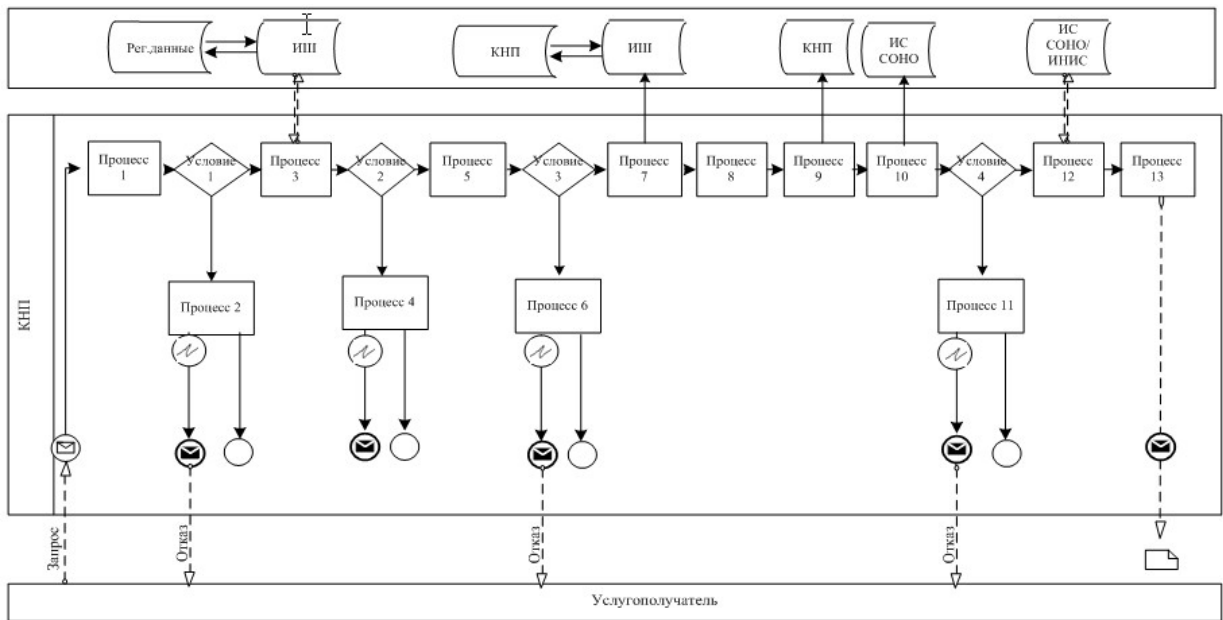 Рег.данные
ИШ
КНП
ИШ
КНП
ИС
СОНО
ИС
СОНО/
ИНИС
КНП
Процесс
1
Условие
1
Процесс
3
Условие
2
Процесс
5
Условие
3
Процесс
7
Процесс
8
Процесс
9
Процесс
10
Условие
4
Процесс
12
Процесс
13
Процесс 2
Процесс 4
Процесс 6
Процесс 11
Запрос
Отказ
Отказ
Отказ
Услугополучатель